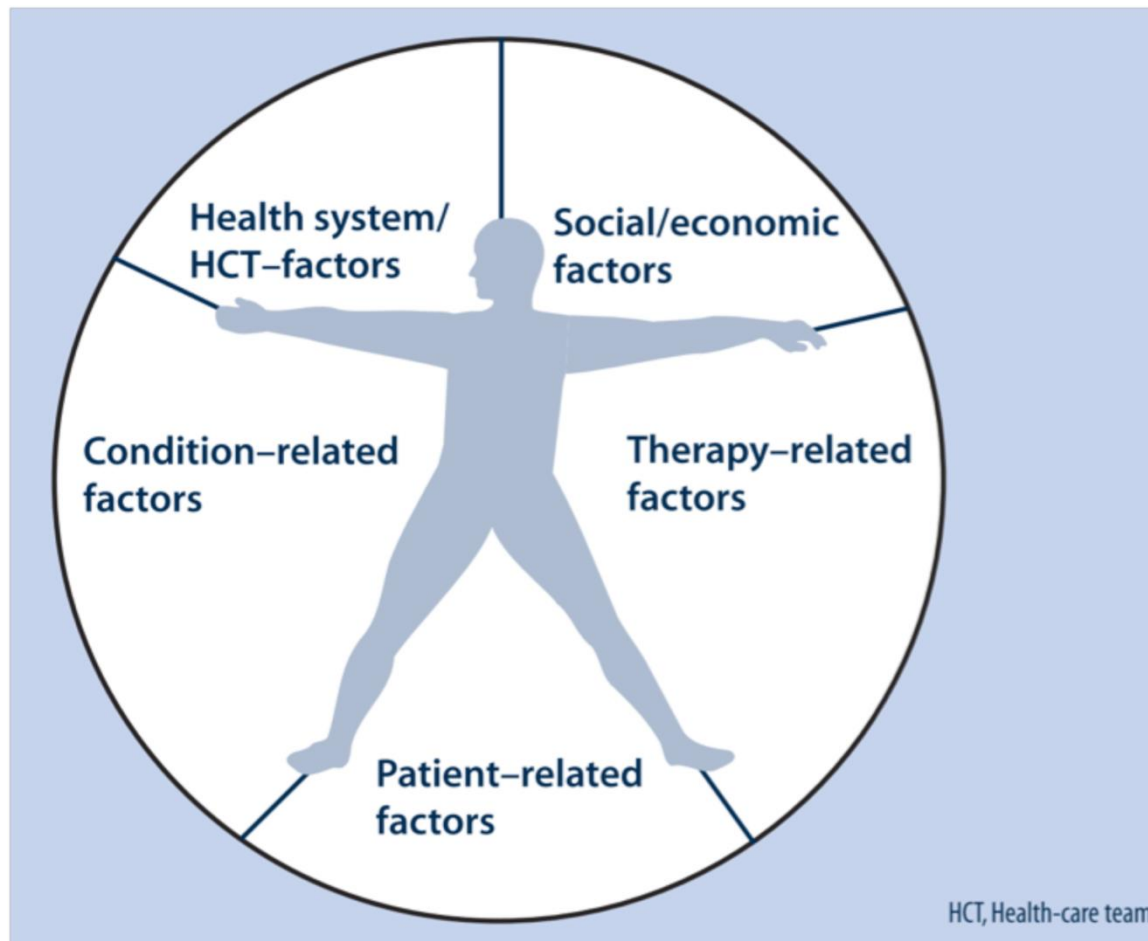 Health system/
HCT–factors
Social/economic
factors
Condition–related
factors
Therapy–related
factors
Patient–related
factors
HCT, Health-care team